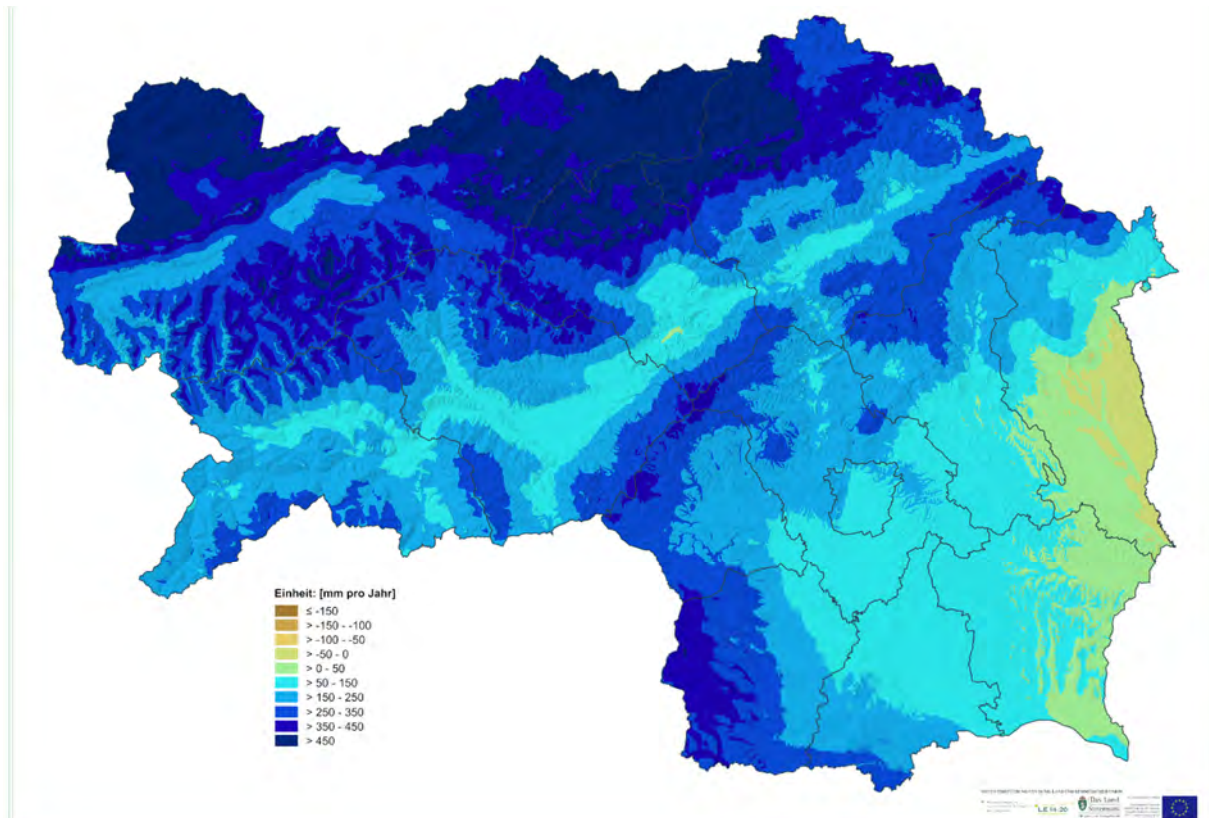 Einheit: [mm pro Jahr]
≤ -150
> -150 - -100
> -100 - -50
> -50 - 0
> 0 - 50
> 50 - 150
> 150 - 250
> 250 - 350
> 350 - 450
> 450
LE 14-20
Das Land